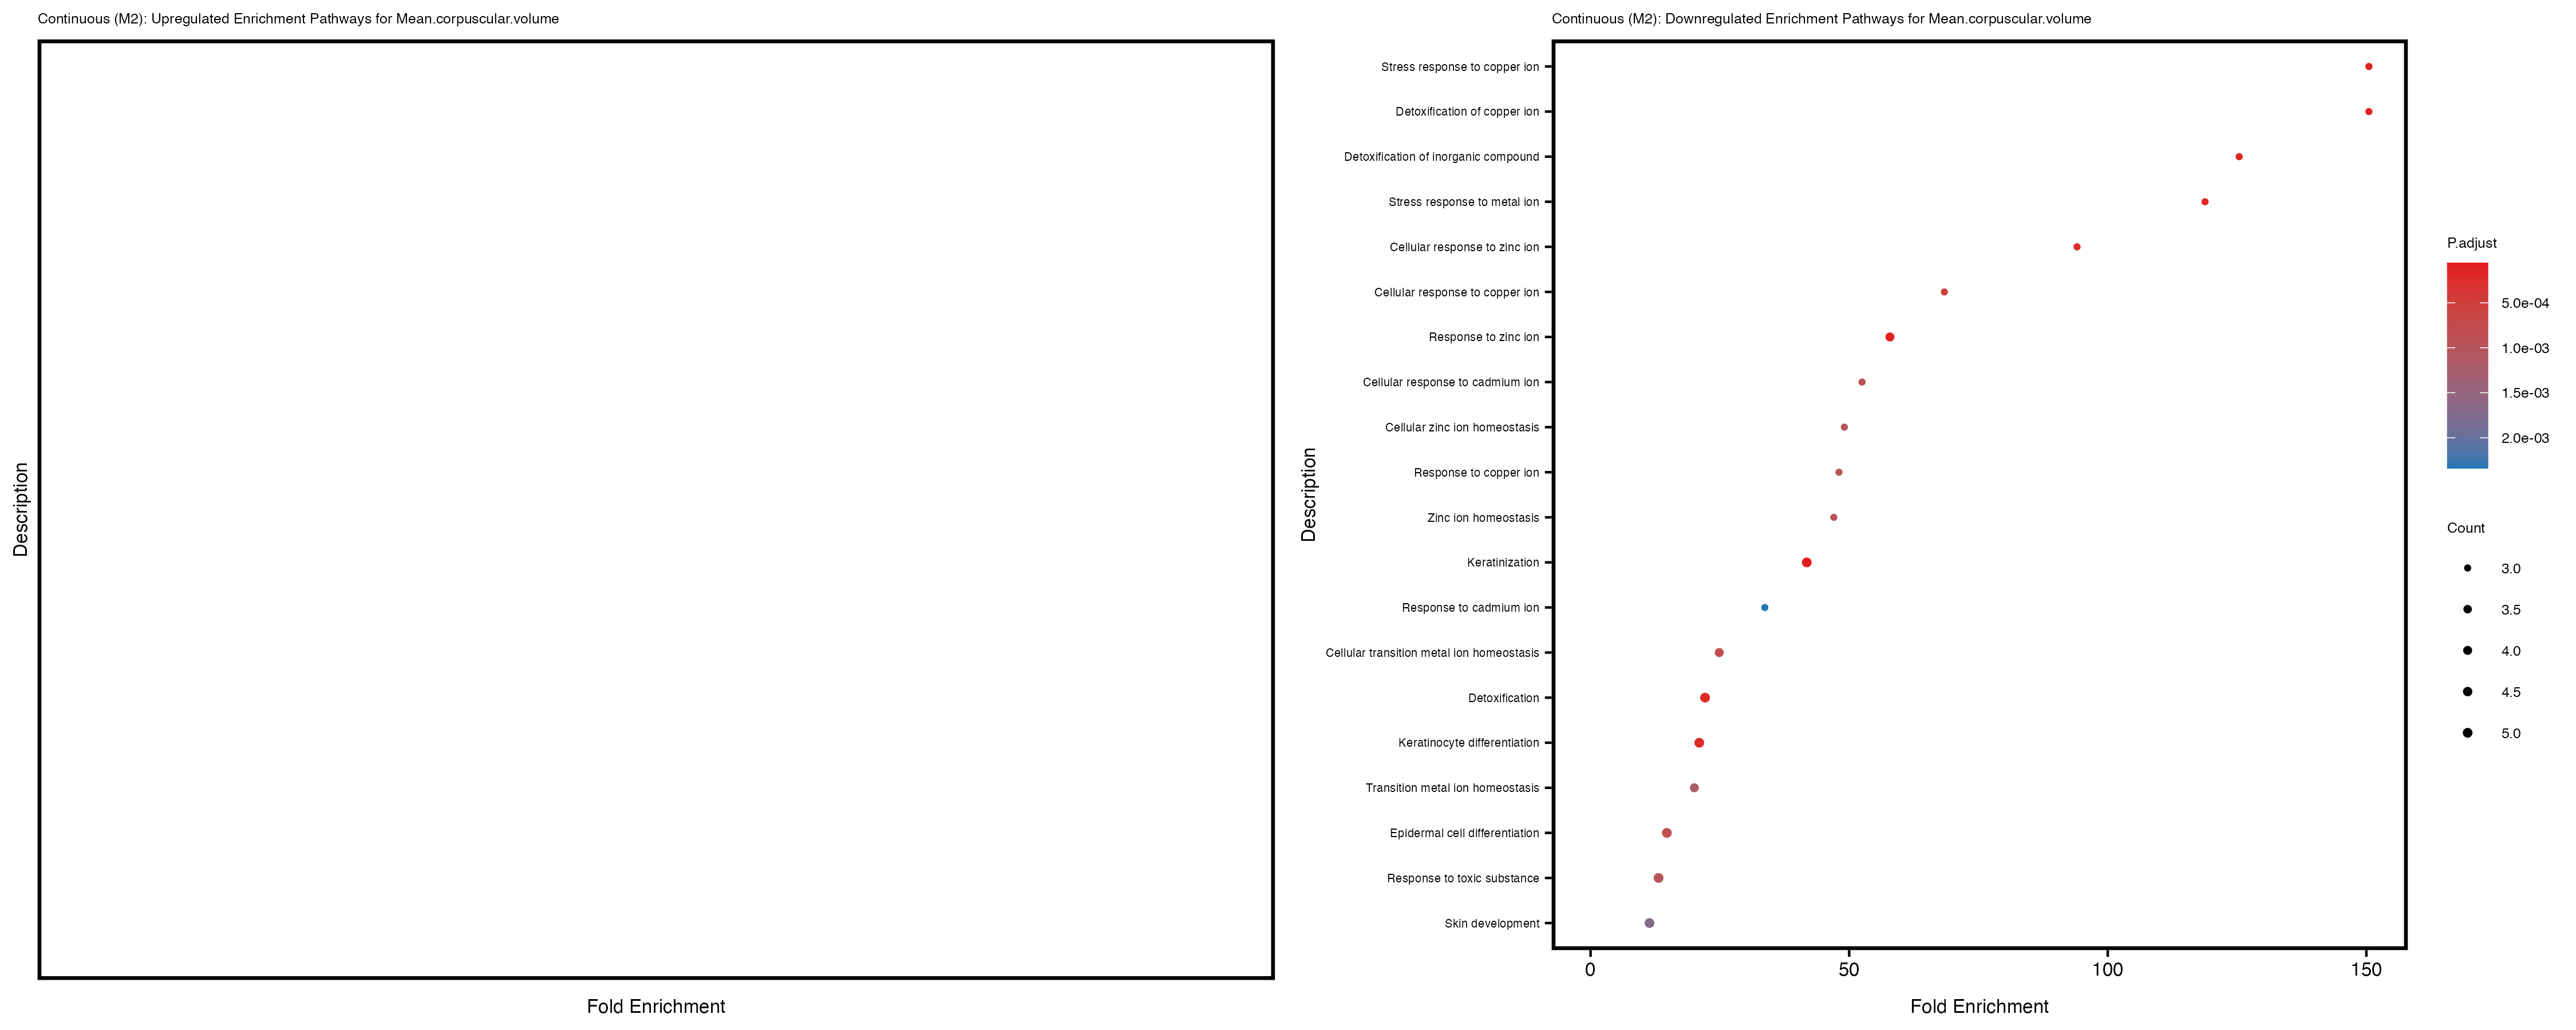 Continuous (M2): Upregulated Enrichment Pathways for Mean.corpuscular.volume
Description
Fold Enrichment
Continuous (M2): Downregulated Enrichment Pathways for Mean.corpuscular.volume
Description
Stress response to copper ion
Detoxification of copper ion
Detoxification of inorganic compound
Stress response to metal ion
Cellular response to zinc ion
Cellular response to copper ion
Response to zinc ion
Cellular response to cadmium ion
Cellular zinc ion homeostasis
Response to copper ion
Zinc ion homeostasis
Keratinization
Response to cadmium ion
Cellular transition metal ion homeostasis
Detoxification
Keratinocyte differentiation
Transition metal ion homeostasis
Epidermal cell differentiation
Response to toxic substance
Skin development
0 50 100 150
Fold Enrichment
P.adjust
5.0e-04
1.0e-03
1.5e-03
2.0e-03
Count
3.0
3.5
4.0
4.5
5.0